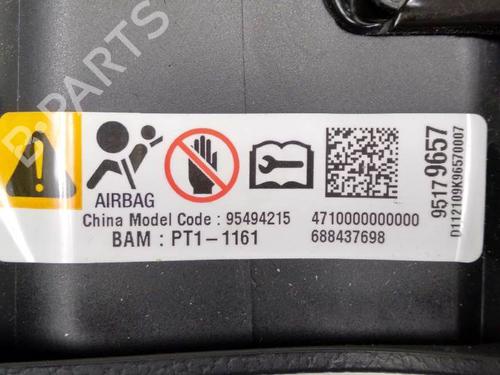 B-PARTS
AIRBAG
China Model Code : 95494215
BAM : PT1-1161
4710000000000
688437698
95179657
D112109K96570007